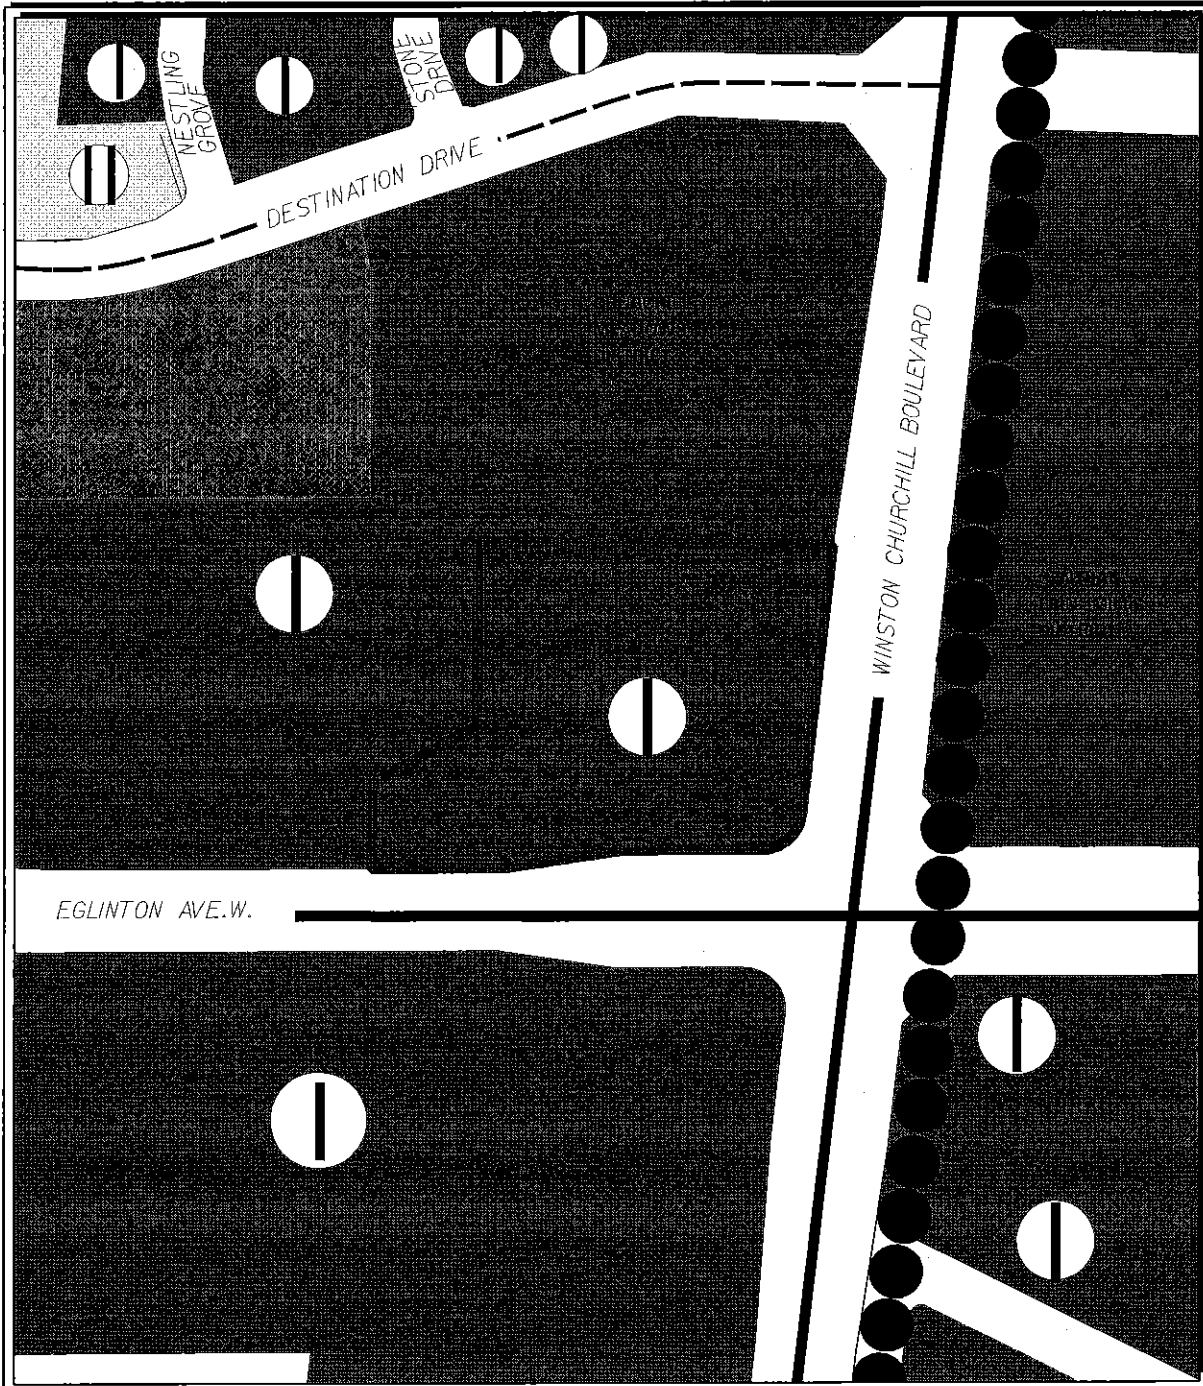 NESTLING
GROVE
STONE
DRIVE
DESTINATION DRIVE
WINSTON CHURCHILL BOULEVARD
EGLINTON AVE.W.